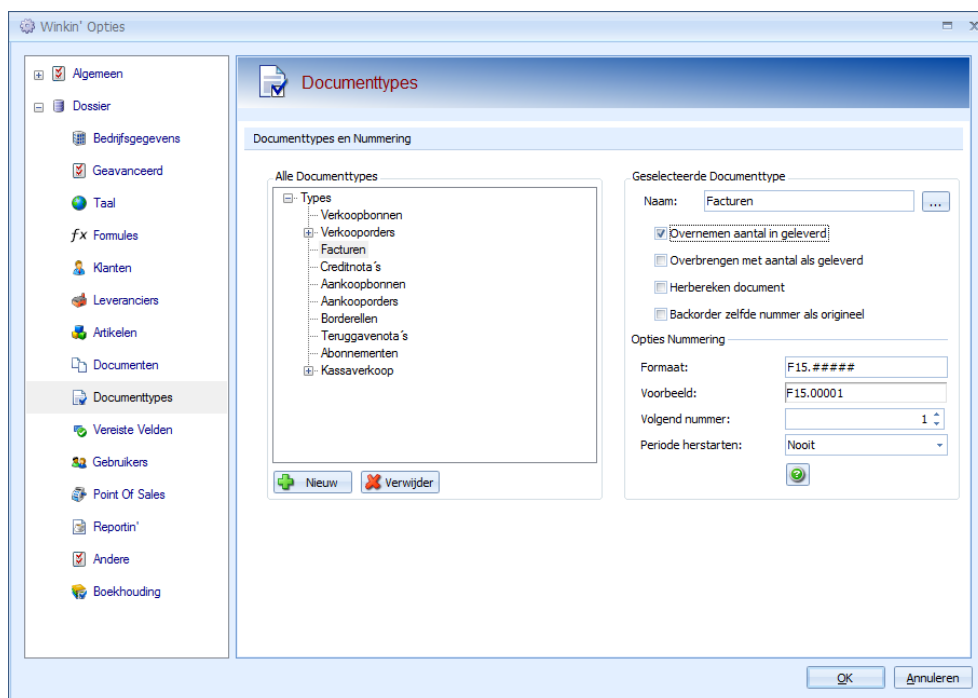 Winkin' Opties
Algemeen
Dossier
Bedrijfsgegevens
Geavanceerd
Taal
fx Formules
Klanten
Leveranciers
Artikelen
Documenten
Documenttypes
Vereiste Velden
Gebruikers
Point Of Sales
Reportin'
Andere
Boekhouding
Documenttypes
Documenttypes en Nummering
Alle Documenttypes
Types
Verkoopbonnen
Verkooporders
Facturen
Creditnota´s
Aankoopbonnen
Aankooporders
Borderellen
Teruggavenota´s
Abonnementen
Kassaverkoop
Nieuw
Verwijder
Geselecteerde Documenttype
Naam: Facturen ...
Overnemen aantal in geleverd
Overbrengen met aantal als geleverd
Herbereken document
Backorder zelfde nummer als origineel
Opties Nummering
Formaat: F15.#####
Voorbeeld: F15.00001
Volgend nummer: 1
Periode herstarten: Nooit
?
OK
Annuleren